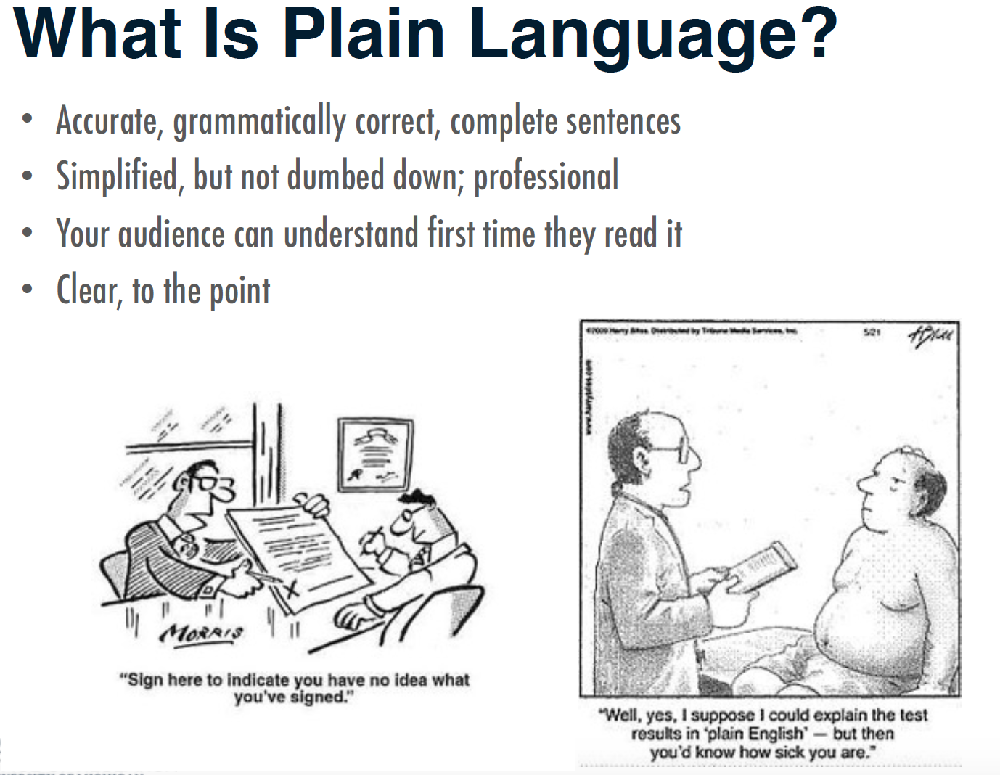 What Is Plain Language?
• Accurate, grammatically correct, complete sentences
• Simplified, but not dumbed down; professional
• Your audience can understand first time they read it
• Clear, to the point
©2009 Harry Bliss. Distributed by Tribune Media Services, Inc.
5/21
www.harrybliss.com
X
MORRIS
"Sign here to indicate you have no idea what
you've signed."
"Well, yes, I suppose I could explain the test
results in 'plain English' — but then
you'd know how sick you are."